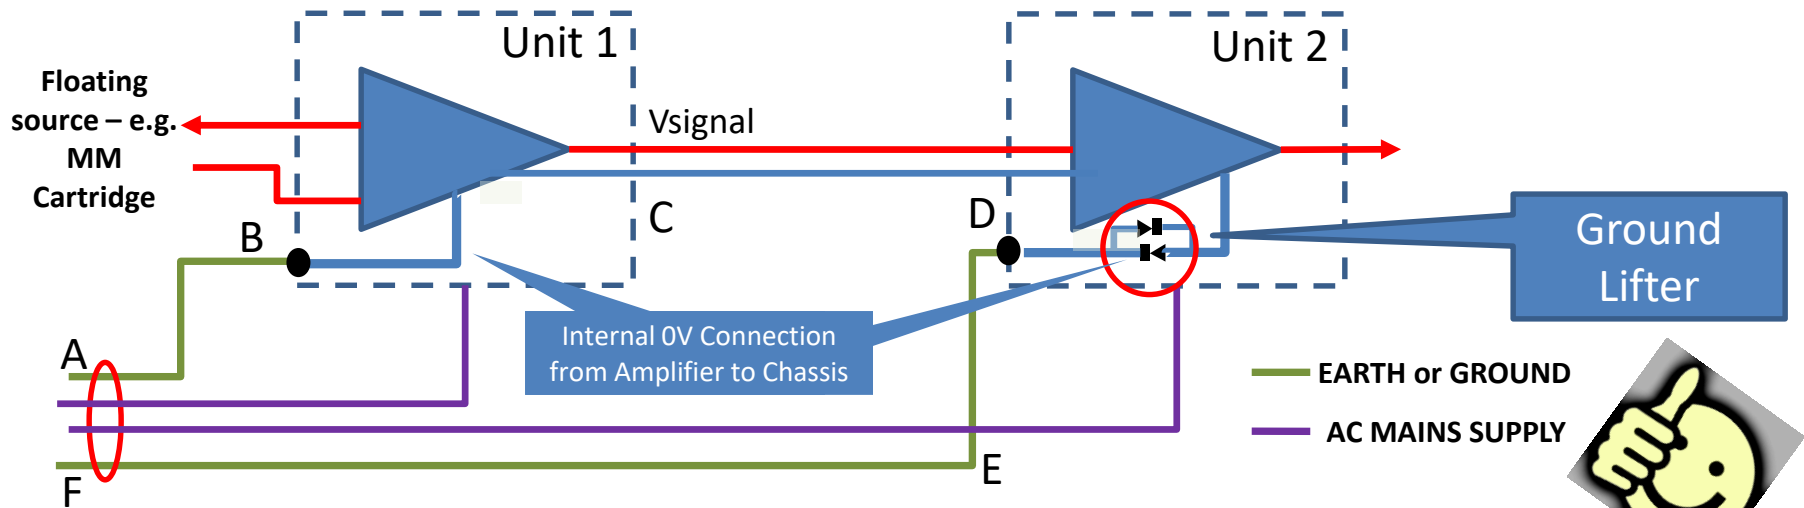 Unit 1
Unit 2
Floating
source – e.g.
MM
Cartridge
Vsignal
B
C
D
Ground
Lifter
Internal 0V Connection
from Amplifier to Chassis
A
EARTH or GROUND
AC MAINS SUPPLY
E
F